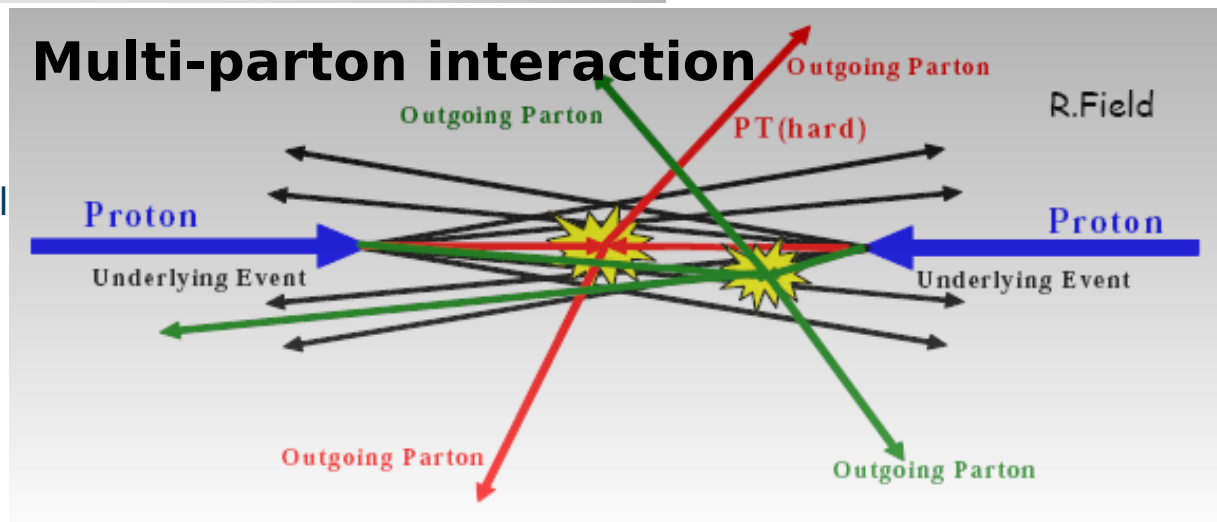 Multi-parton interaction
Outgoing Parton
R.Field
Outgoing Parton
PT(hard)
Proton
Proton
Underlying Event
Underlying Event
Outgoing Parton
Outgoing Parton